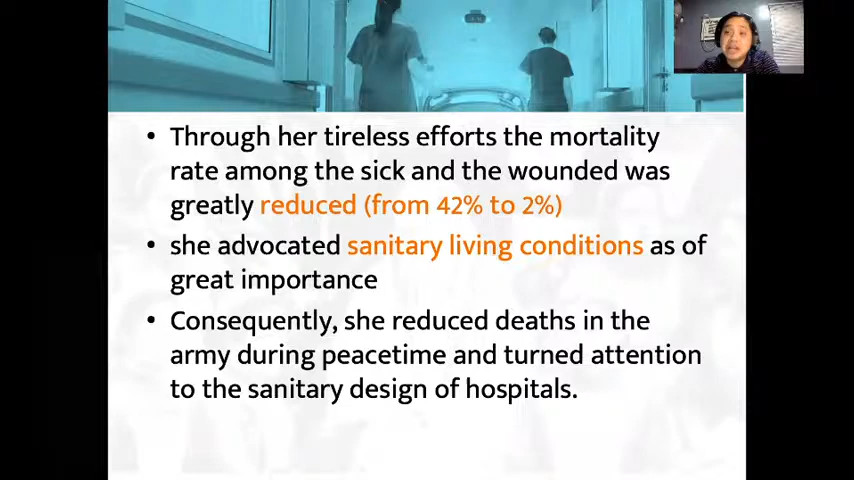 • Through her tireless efforts the mortality
rate among the sick and the wounded was
greatly reduced (from 42% to 2%)
• she advocated sanitary living conditions as of
great importance
• Consequently, she reduced deaths in the
army during peacetime and turned attention
to the sanitary design of hospitals.